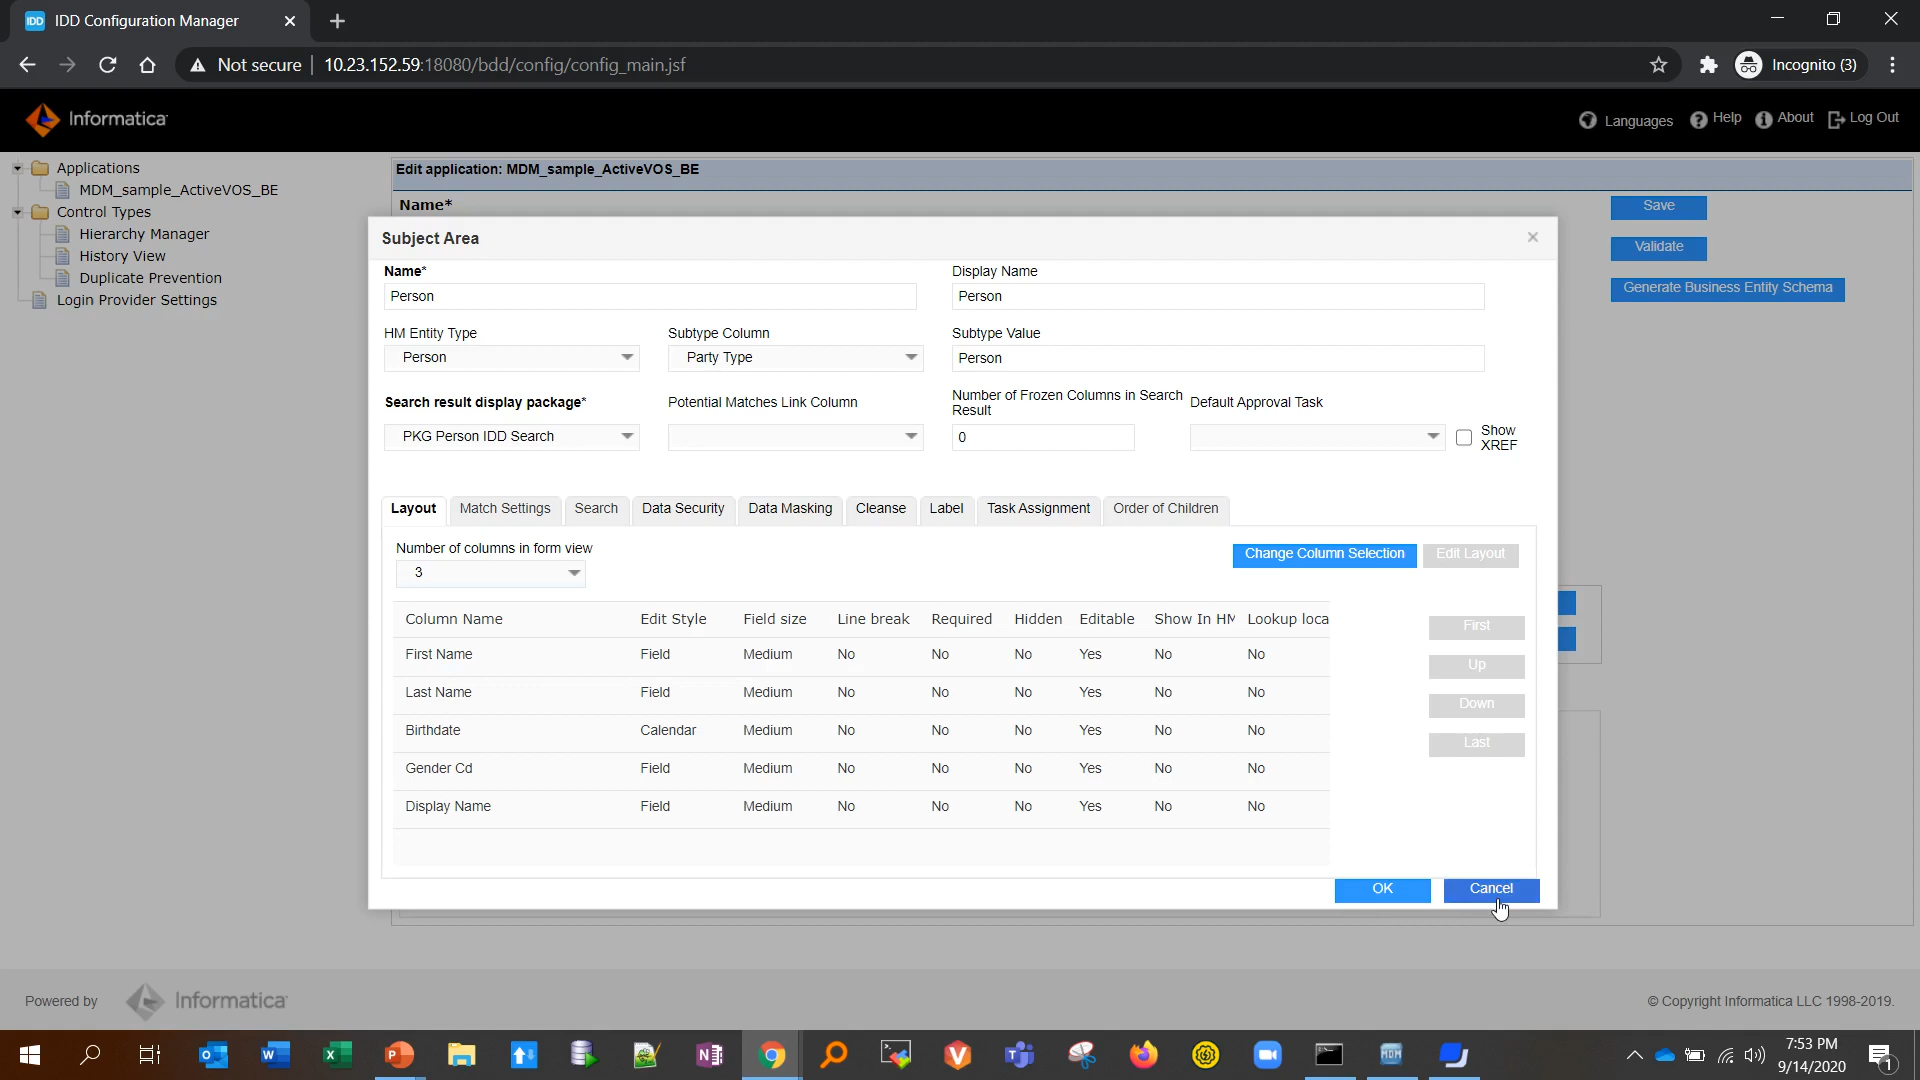 IDD Configuration Manager
Not secure 10.23.152.59:18080/bdd/config/config_main.jsf
Incognito (3)
Informatica
Languages Help About Log Out
Applications
MDM_sample_ActiveVOS_BE
Control Types
Hierarchy Manager
History View
Duplicate Prevention
Login Provider Settings
Edit application: MDM_sample_ActiveVOS_BE
Name*
Save
Validate
Generate Business Entity Schema
Subject Area
Name* Display Name
Person Person
HM Entity Type Subtype Column Subtype Value
Person Party Type Person
Search result display package* Potential Matches Link Column Number of Frozen Columns in Search Result Default Approval Task
PKG Person IDD Search 0 Show XREF
Layout Match Settings Search Data Security Data Masking Cleanse Label Task Assignment Order of Children
Number of columns in form view
3
Change Column Selection Edit Layout
Column Name Edit Style Field size Line break Required Hidden Editable Show In HM Lookup loca
First Name Field Medium No No No Yes No No
Last Name Field Medium No No No Yes No No
Birthdate Calendar Medium No No No Yes No No
Gender Cd Field Medium No No No Yes No No
Display Name Field Medium No No No Yes No No
First
Up
Down
Last
OK Cancel
Powered by Informatica
© Copyright Informatica LLC 1998-2019.
7:53 PM
9/14/2020
1